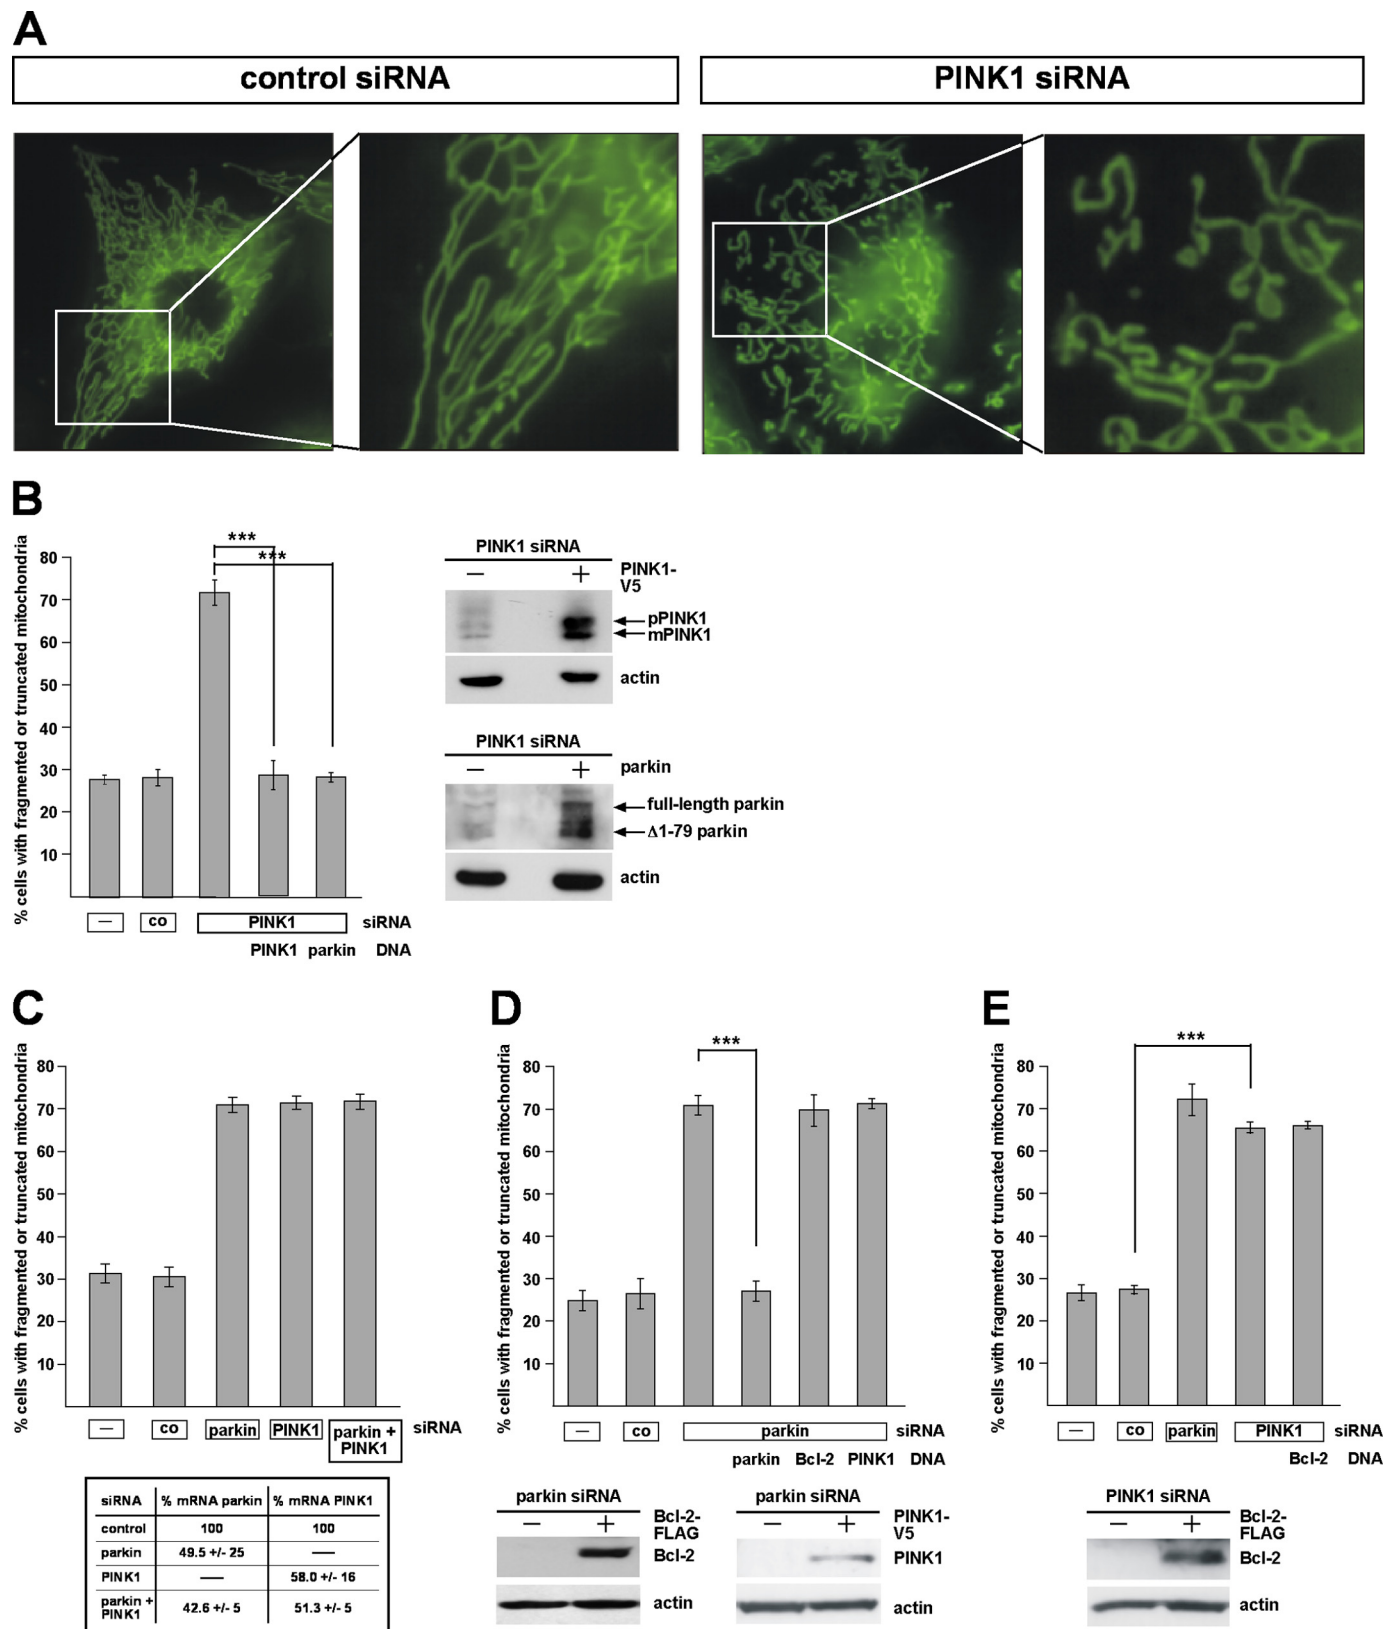 A
control siRNA
PINK1 siRNA
B
% cells with fragmented or truncated mitochondria
80
70
60
50
40
30
20
10
***
***
— co PINK1 siRNA
PINK1 parkin DNA
PINK1 siRNA
— + PINK1-
V5
pPINK1
mPINK1
actin
PINK1 siRNA
— + parkin
full-length parkin
Δ1-79 parkin
actin
C
% cells with fragmented or truncated mitochondria
80
70
60
50
40
30
20
10
— co parkin PINK1 parkin +
PINK1 siRNA
siRNA % mRNA parkin % mRNA PINK1
control 100 100
parkin 49.5 +/- 25 —
PINK1 — 58.0 +/- 16
parkin +
PINK1 42.6 +/- 5 51.3 +/- 5
D
% cells with fragmented or truncated mitochondria
80
70
60
50
40
30
20
10
***
— co parkin siRNA
parkin Bcl-2 PINK1 DNA
parkin siRNA
— + Bcl-2-
FLAG
Bcl-2
actin
parkin siRNA
— + PINK1-
V5
PINK1
actin
E
% cells with fragmented or truncated mitochondria
80
70
60
50
40
30
20
10
***
— co parkin PINK1 siRNA
Bcl-2 DNA
PINK1 siRNA
— + Bcl-2-
FLAG
Bcl-2
actin